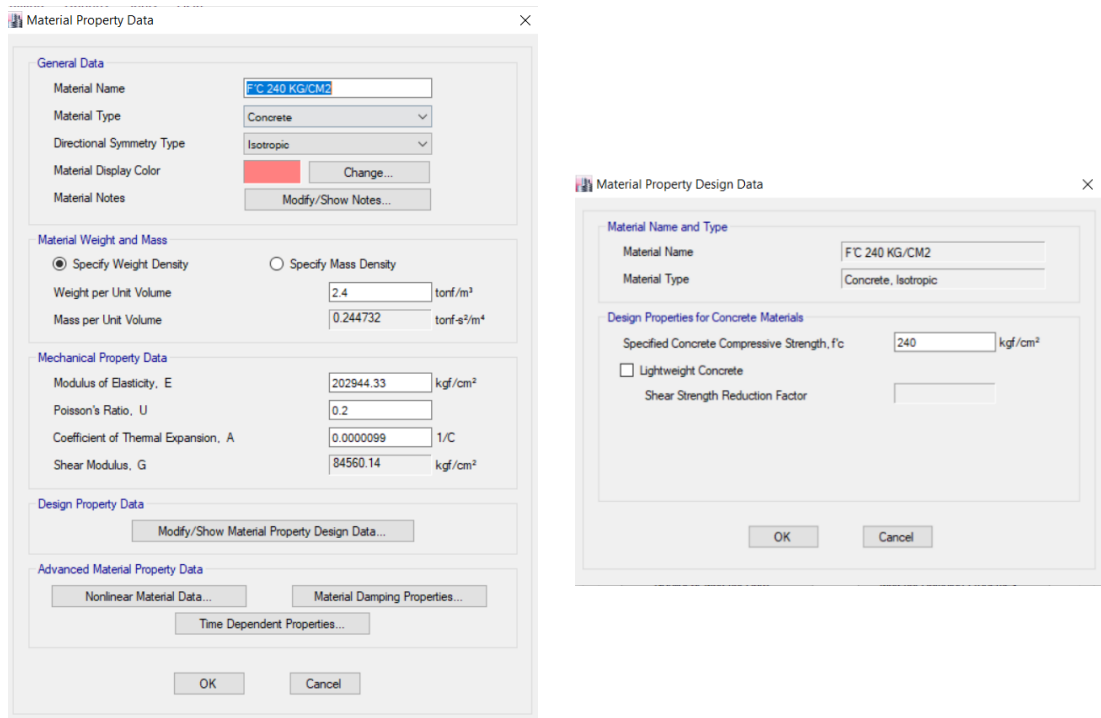 Material Property Data
General Data
Material Name F'C 240 KG/CM2
Material Type Concrete
Directional Symmetry Type Isotropic
Material Display Color Change...
Material Notes Modify/Show Notes...
Material Weight and Mass
Specify Weight Density Specify Mass Density
Weight per Unit Volume 2.4 tonf/m³
Mass per Unit Volume 0.244732 tonf-s²/m⁴
Mechanical Property Data
Modulus of Elasticity, E 202944.33 kgf/cm²
Poisson's Ratio, U 0.2
Coefficient of Thermal Expansion, A 0.0000099 1/C
Shear Modulus, G 84560.14 kgf/cm²
Design Property Data
Modify/Show Material Property Design Data...
Advanced Material Property Data
Nonlinear Material Data... Material Damping Properties...
Time Dependent Properties...
OK Cancel
Material Property Design Data
Material Name and Type
Material Name F'C 240 KG/CM2
Material Type Concrete, Isotropic
Design Properties for Concrete Materials
Specified Concrete Compressive Strength, f'c 240 kgf/cm²
Lightweight Concrete
Shear Strength Reduction Factor
OK Cancel